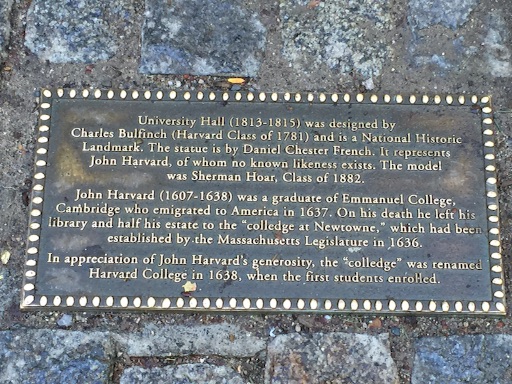 University Hall (1813-1815) was designed by
Charles Bulfinch (Harvard Class of 1781) and is a National Historic
Landmark. The statue is by Daniel Chester French. It represents
John Harvard, of whom no known likeness exists. The model
was Sherman Hoar, Class of 1882.
John Harvard (1607-1638) was a graduate of Emmanuel College,
Cambridge who emigrated to America in 1637. On his death he left his
library and half his estate to the “colledge at Newtowne,” which had been
established by the Massachusetts Legislature in 1636.
In appreciation of John Harvard's generosity, the “colledge” was renamed
Harvard College in 1638, when the first students enrolled.